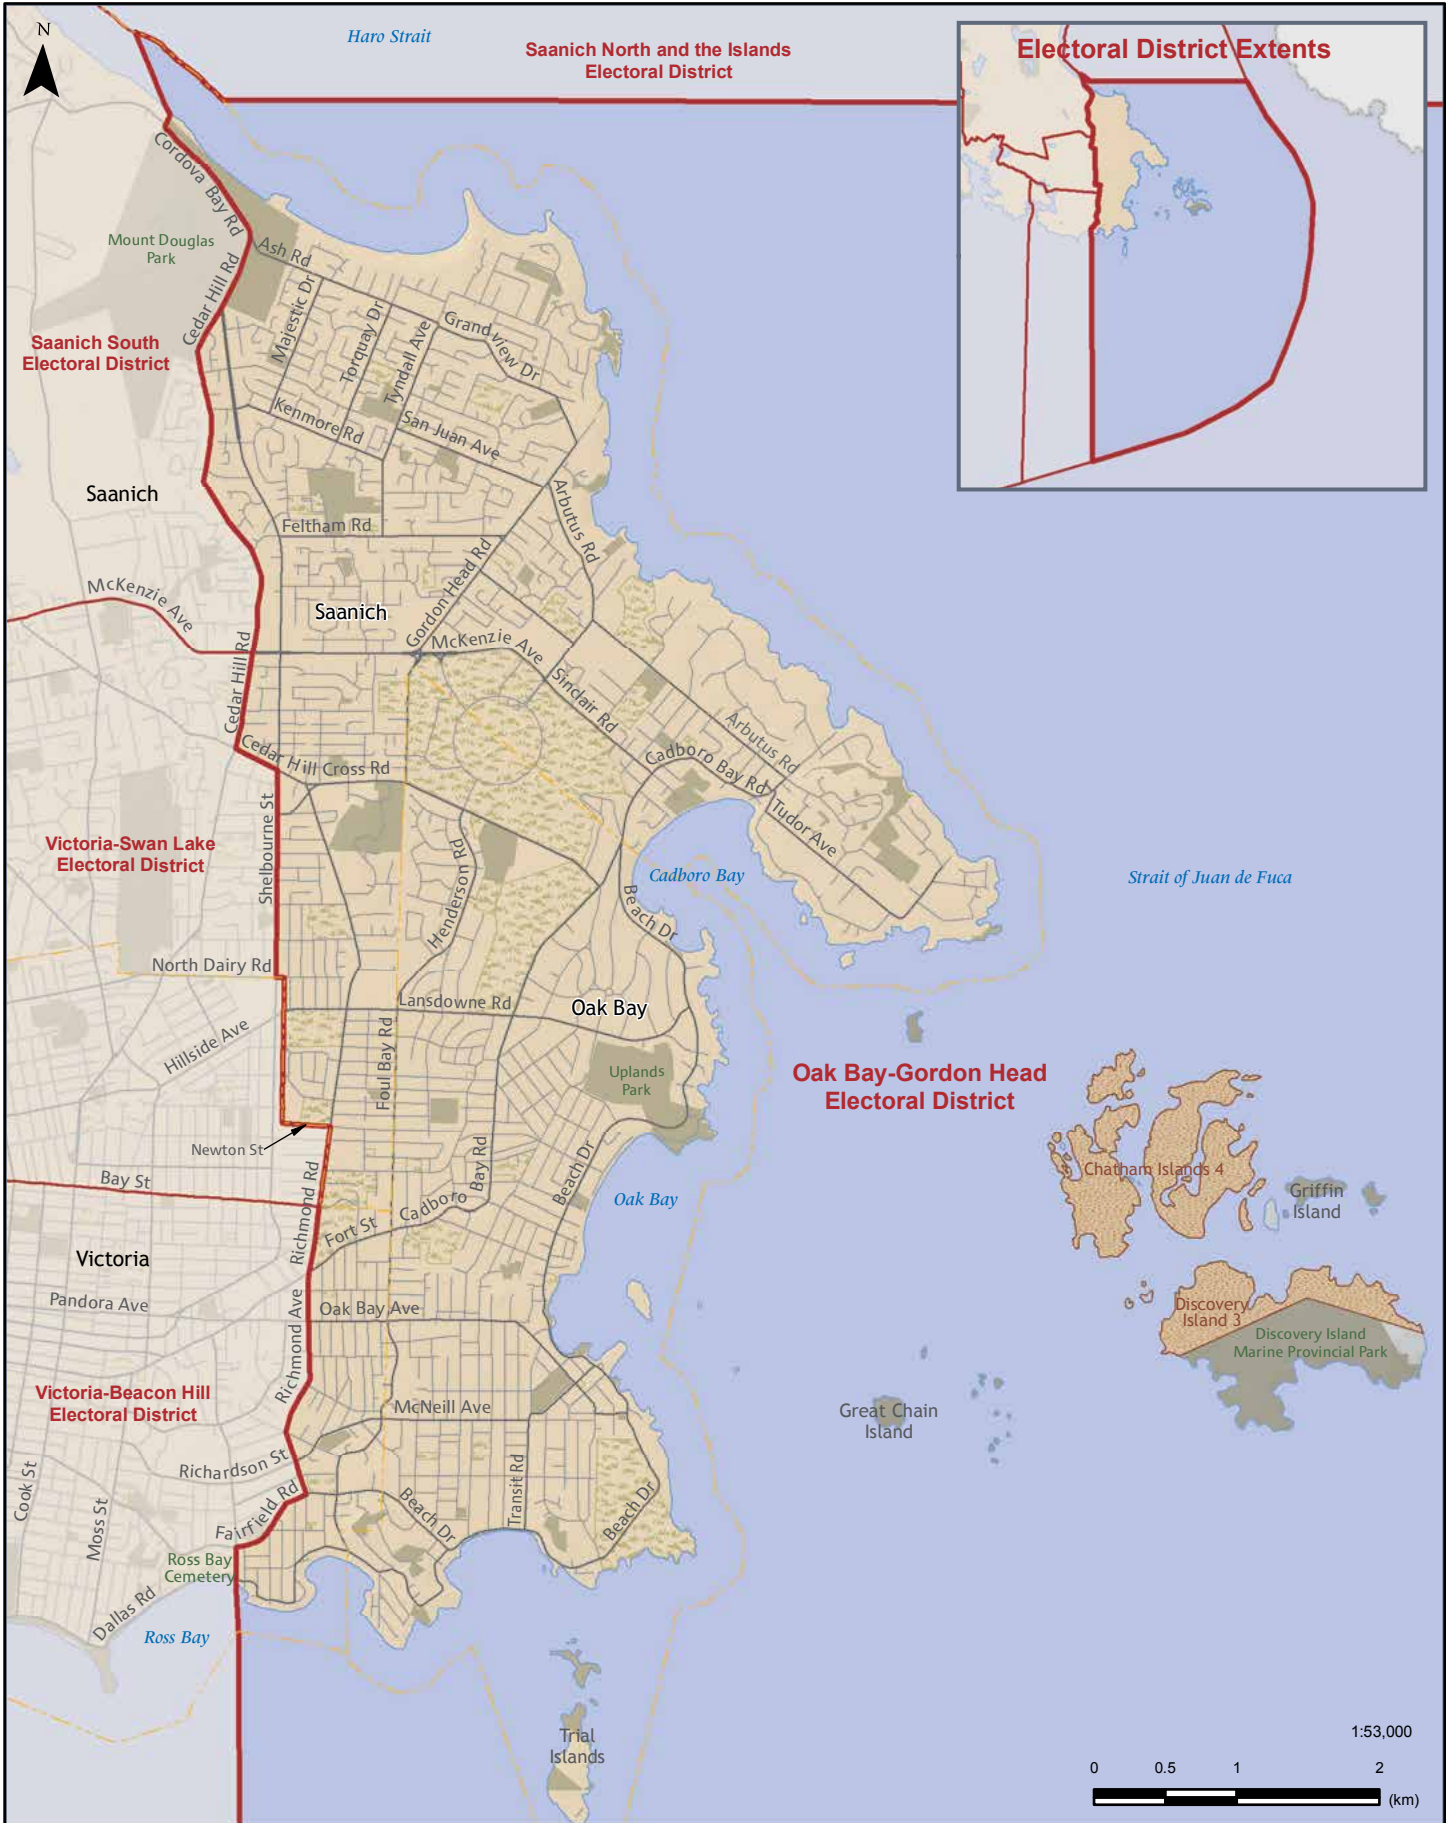 N
Haro Strait
Saanich North and the Islands
Electoral District
Electoral District Extents
Cordova Bay Rd
Mount Douglas
Park
Ash Rd
Cedar Hill Rd
Majestic Dr
Torquay Dr
Tyndall Ave
Grandview Dr
Saanich South
Electoral District
Kenmore Rd
San Juan Ave
Saanich
Arbutus Rd
Feltham Rd
McKenzie Ave
Saanich
Gordon Head Rd
McKenzie Ave
Cedar Hill Rd
Sinclair Rd
Arbutus Rd
Cedar Hill Cross Rd
Cadboro Bay Rd
Tudor Ave
Shelbourne St
Victoria-Swan Lake
Electoral District
Henderson Rd
Cadboro Bay
Strait of Juan de Fuca
Beach Dr
North Dairy Rd
Lansdowne Rd
Oak Bay
Hillside Ave
Foul Bay Rd
Uplands
Park
Oak Bay-Gordon Head
Electoral District
Newton St
Bay St
Richmond Rd
Cadboro Bay Rd
Beach Dr
Oak Bay
Chatham Islands 4
Griffin
Island
Fort St
Victoria
Pandora Ave
Oak Bay Ave
Richmond Ave
Discovery
Island 3
Discovery Island
Marine Provincial Park
Victoria-Beacon Hill
Electoral District
McNeill Ave
Great Chain
Island
Richardson St
Cook St
Moss St
Fairfield Rd
Beach Dr
Transit Rd
Beach Dr
Ross Bay
Cemetery
Dallas Rd
Ross Bay
Trial
Islands
1:53,000
0 0.5 1 2
(km)